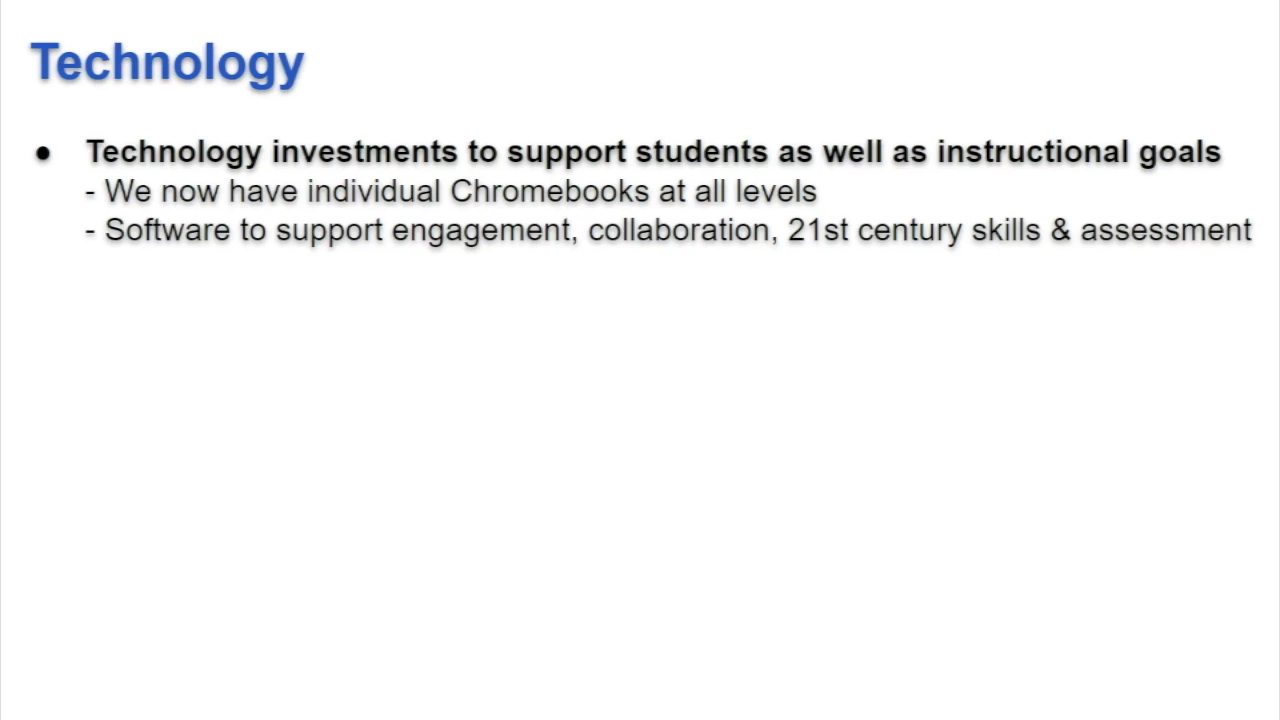 Technology
● Technology investments to support students as well as instructional goals
- We now have individual Chromebooks at all levels
- Software to support engagement, collaboration, 21st century skills & assessment